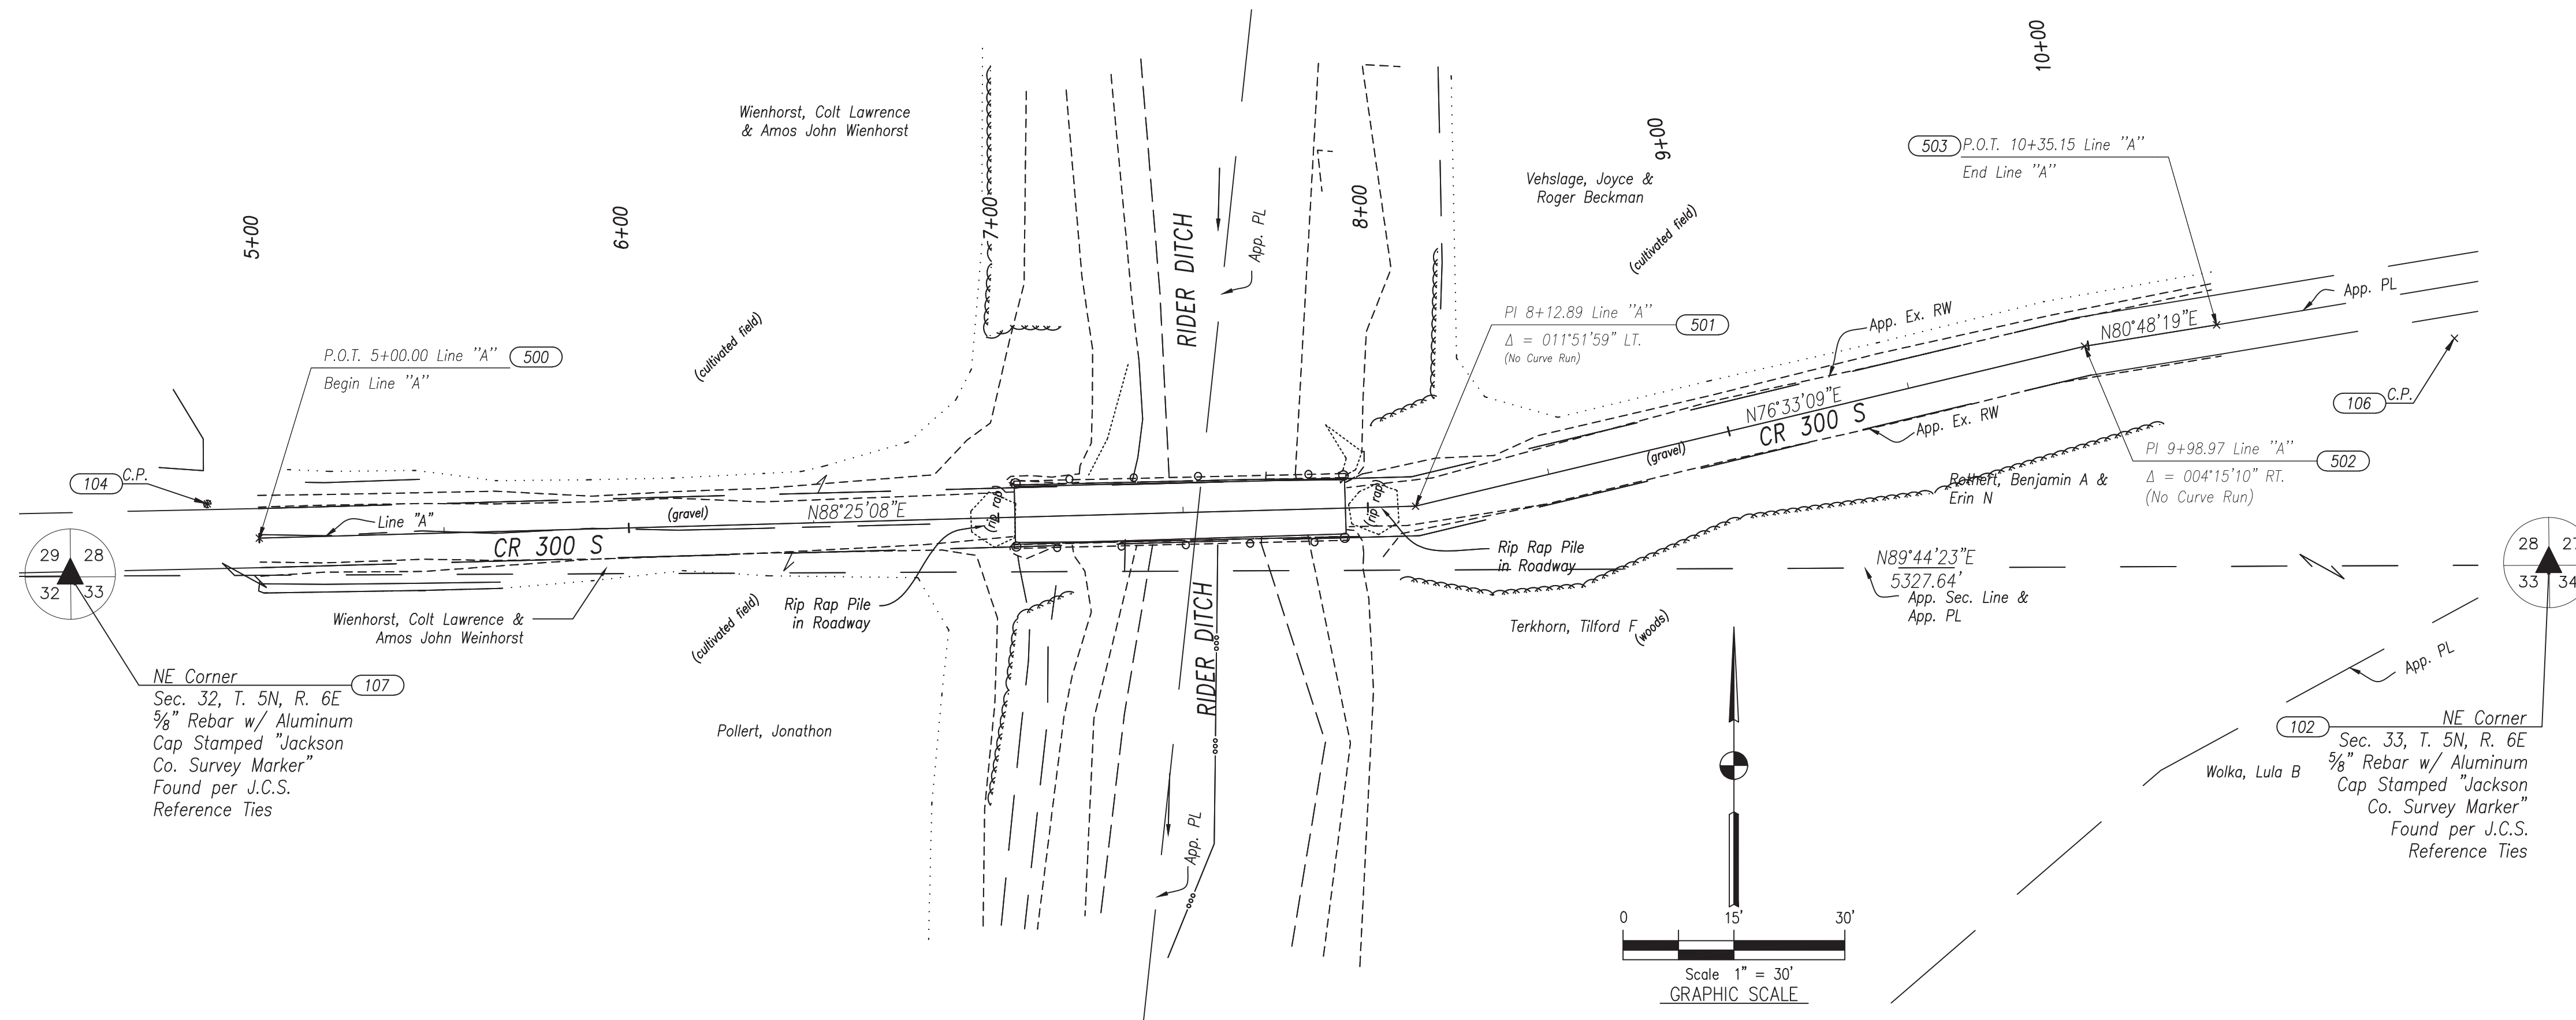 10+00
9+00
Wienhorst, Colt Lawrence
& Amos John Wienhorst
503
P.O.T. 10+35.15 Line "A"
End Line "A"
Vehslage, Joyce &
Roger Beckman
5+00
6+00
7+00
8+00
RIDER DITCH
App. PL
(cultivated field)
(cultivated field)
App. PL
PI 8+12.89 Line "A"
501
Δ = 011°51'59" LT.
(No Curve Run)
App. Ex. RW
N80°48'19"E
P.O.T. 5+00.00 Line "A"
500
Begin Line "A"
N76°33'09"E
CR 300 S
106
C.P.
App. Ex. RW
(gravel)
PI 9+98.97 Line "A"
502
Δ = 004°15'10" RT.
(No Curve Run)
104
C.P.
Rothert, Benjamin A &
Erin N
Line "A"
(gravel)
N88°25'08"E
(rip rap)
(rip rap)
CR 300 S
Rip Rap Pile
in Roadway
29
28
32
33
28
27
33
34
N89°44'23"E
5327.64'
App. Sec. Line &
App. PL
Wienhorst, Colt Lawrence &
Amos John Weinhorst
Rip Rap Pile
in Roadway
(cultivated field)
RIDER DITCH
Terkhorn, Tilford F
(woods)
App. PL
NE Corner
107
Sec. 32, T. 5N, R. 6E
5/8" Rebar w/ Aluminum
Cap Stamped "Jackson
Co. Survey Marker"
Found per J.C.S.
Reference Ties
Pollert, Jonathon
App. PL
Wolka, Lula B
102
NE Corner
Sec. 33, T. 5N, R. 6E
5/8" Rebar w/ Aluminum
Cap Stamped "Jackson
Co. Survey Marker"
Found per J.C.S.
Reference Ties
0 15' 30'
Scale 1" = 30'
GRAPHIC SCALE